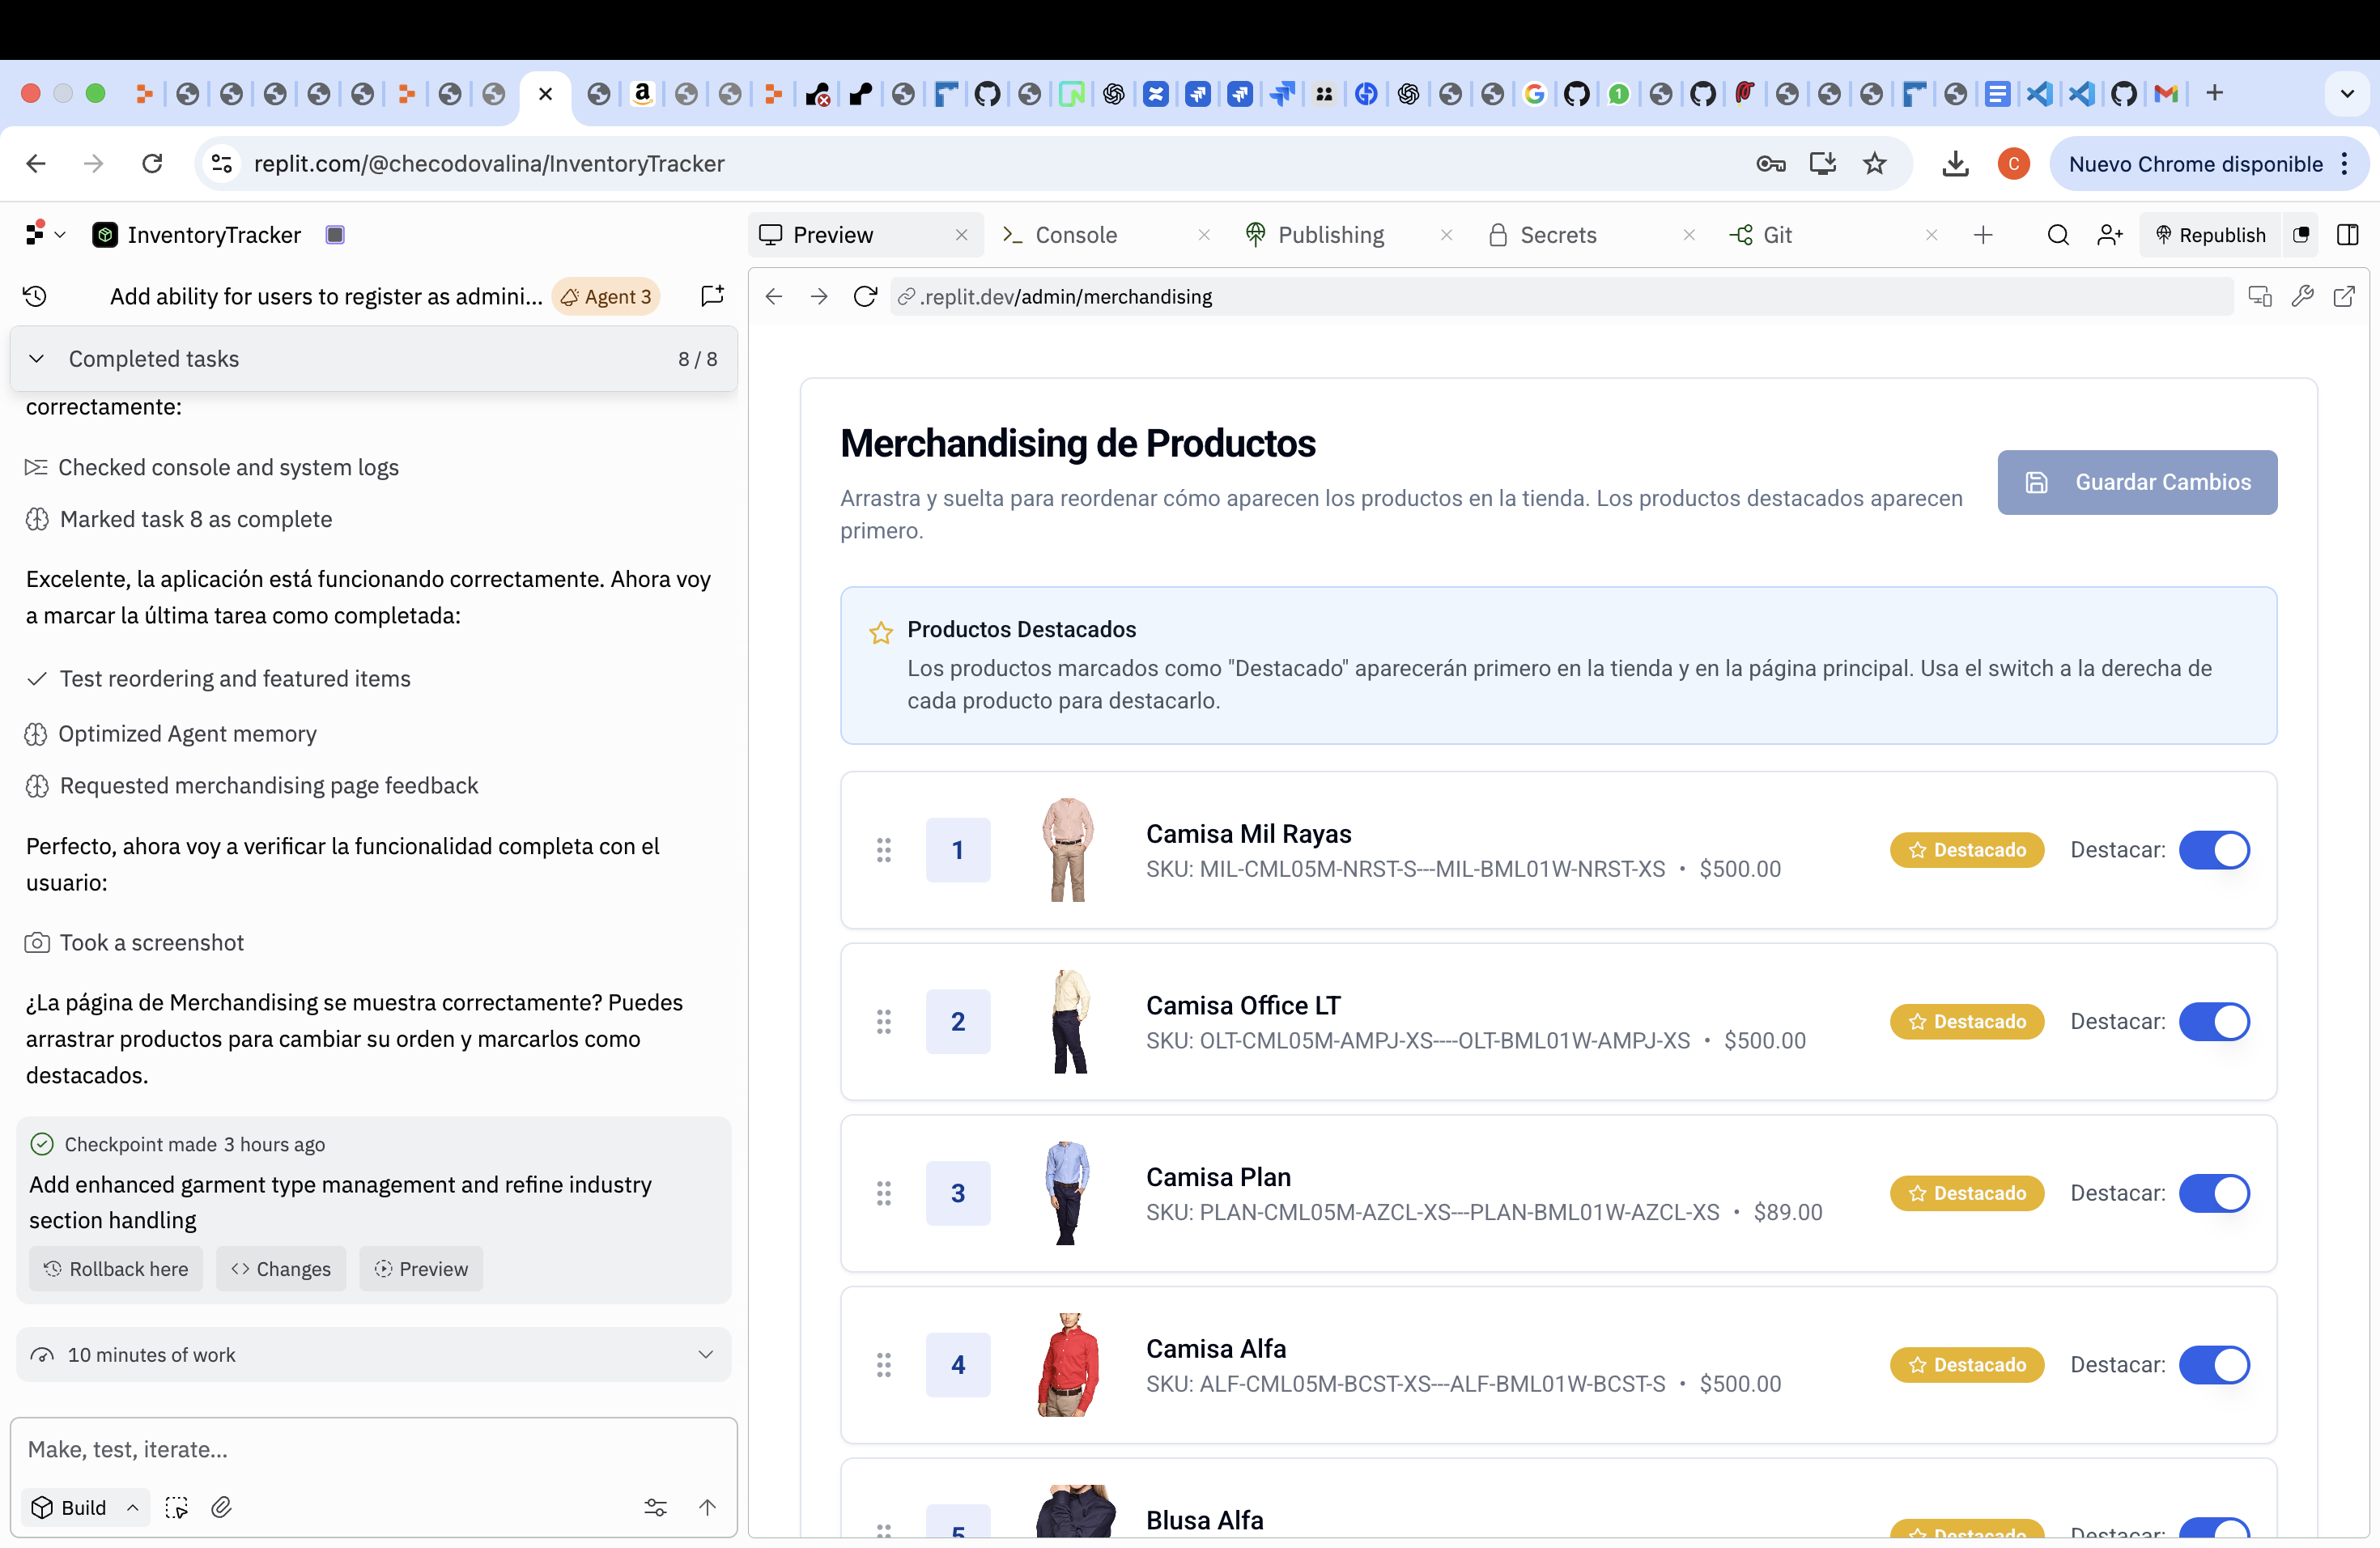 replit.com/@checodovalina/InventoryTracker
Nuevo Chrome disponible
InventoryTracker
Preview
Console
Publishing
Secrets
Git
Republish
Add ability for users to register as admini...
Agent 3
.replit.dev/admin/merchandising
Completed tasks
8 / 8
correctamente:
Checked console and system logs
Marked task 8 as complete
Excelente, la aplicación está funcionando correctamente. Ahora voy
a marcar la última tarea como completada:
Test reordering and featured items
Optimized Agent memory
Requested merchandising page feedback
Perfecto, ahora voy a verificar la funcionalidad completa con el
usuario:
Took a screenshot
¿La página de Merchandising se muestra correctamente? Puedes
arrastrar productos para cambiar su orden y marcarlos como
destacados.
Checkpoint made 3 hours ago
Add enhanced garment type management and refine industry
section handling
Rollback here
Changes
Preview
10 minutes of work
Make, test, iterate...
Build
Merchandising de Productos
Arrastra y suelta para reordenar cómo aparecen los productos en la tienda. Los productos destacados aparecen
primero.
Guardar Cambios
Productos Destacados
Los productos marcados como "Destacado" aparecerán primero en la tienda y en la página principal. Usa el switch a la derecha de
cada producto para destacarlo.
1
Camisa Mil Rayas
SKU: MIL-CML05M-NRST-S---MIL-BML01W-NRST-XS • $500.00
Destacado
Destacar:
2
Camisa Office LT
SKU: OLT-CML05M-AMPJ-XS----OLT-BML01W-AMPJ-XS • $500.00
Destacado
Destacar:
3
Camisa Plan
SKU: PLAN-CML05M-AZCL-XS---PLAN-BML01W-AZCL-XS • $89.00
Destacado
Destacar:
4
Camisa Alfa
SKU: ALF-CML05M-BCST-XS---ALF-BML01W-BCST-S • $500.00
Destacado
Destacar:
5
Blusa Alfa
Destacado
Destacar: